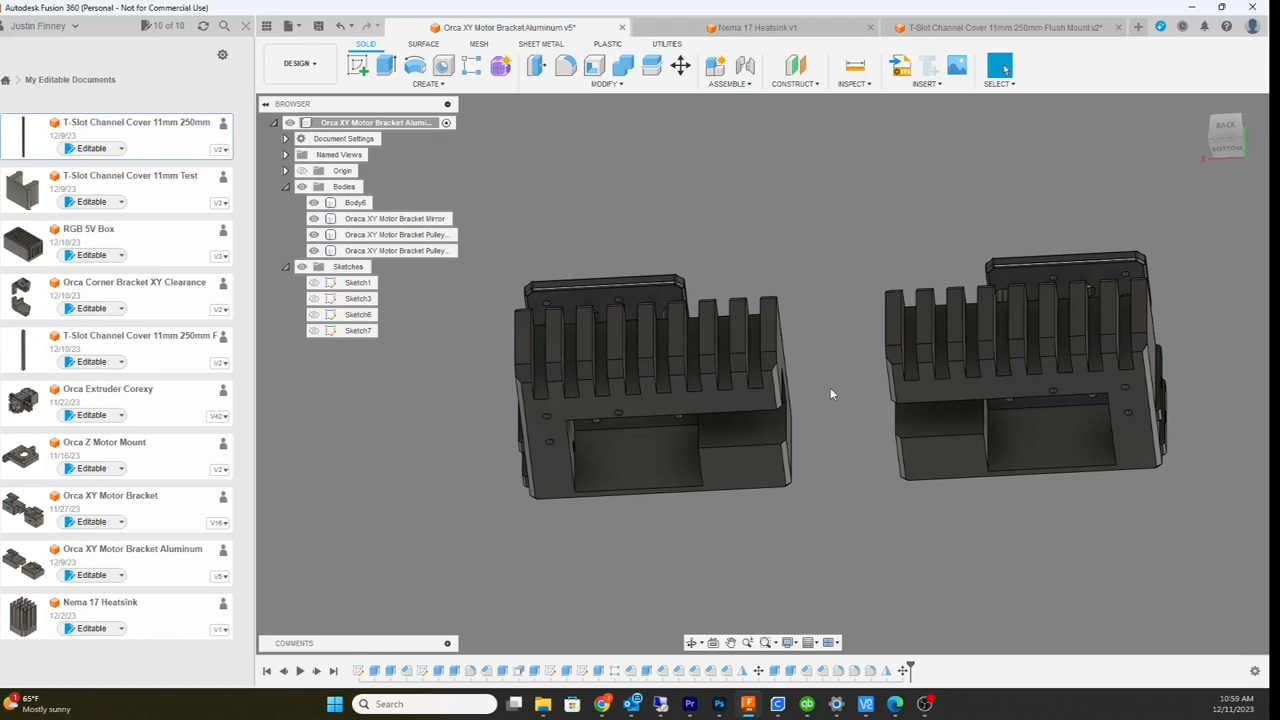 Autodesk Fusion 360 (Personal - Not for Commercial Use)
Justin Finney
10 of 10
Orca XY Motor Bracket Aluminum v5*
Nema 17 Heatsink v1
T-Slot Channel Cover 11mm 250mm Flush Mount v2*
SOLID
SURFACE
MESH
SHEET METAL
PLASTIC
UTILITIES
DESIGN
CREATE
MODIFY
ASSEMBLE
CONSTRUCT
INSPECT
INSERT
SELECT
My Editable Documents
T-Slot Channel Cover 11mm 250mm
12/9/23
Editable
V2
T-Slot Channel Cover 11mm Test
12/9/23
Editable
V3
RGB 5V Box
12/10/23
Editable
V3
Orca Corner Bracket XY Clearance
12/10/23
Editable
V2
T-Slot Channel Cover 11mm 250mm F
12/10/23
Editable
V2
Orca Extruder Corexy
11/22/23
Editable
V42
Orca Z Motor Mount
11/16/23
Editable
V2
Orca XY Motor Bracket
11/27/23
Editable
V16
Orca XY Motor Bracket Aluminum
12/9/23
Editable
V5
Nema 17 Heatsink
12/2/23
Editable
V1
BROWSER
Orca XY Motor Bracket Alumi...
Document Settings
Named Views
Origin
Bodies
Body6
Oraca XY Motor Bracket Mirror
Oraca XY Motor Bracket Pulley...
Oraca XY Motor Bracket Pulley...
Sketches
Sketch1
Sketch3
Sketch6
Sketch7
BACK
BOTTOM
X
COMMENTS
1
65°F
Mostly sunny
Search
10:59 AM
12/11/2023